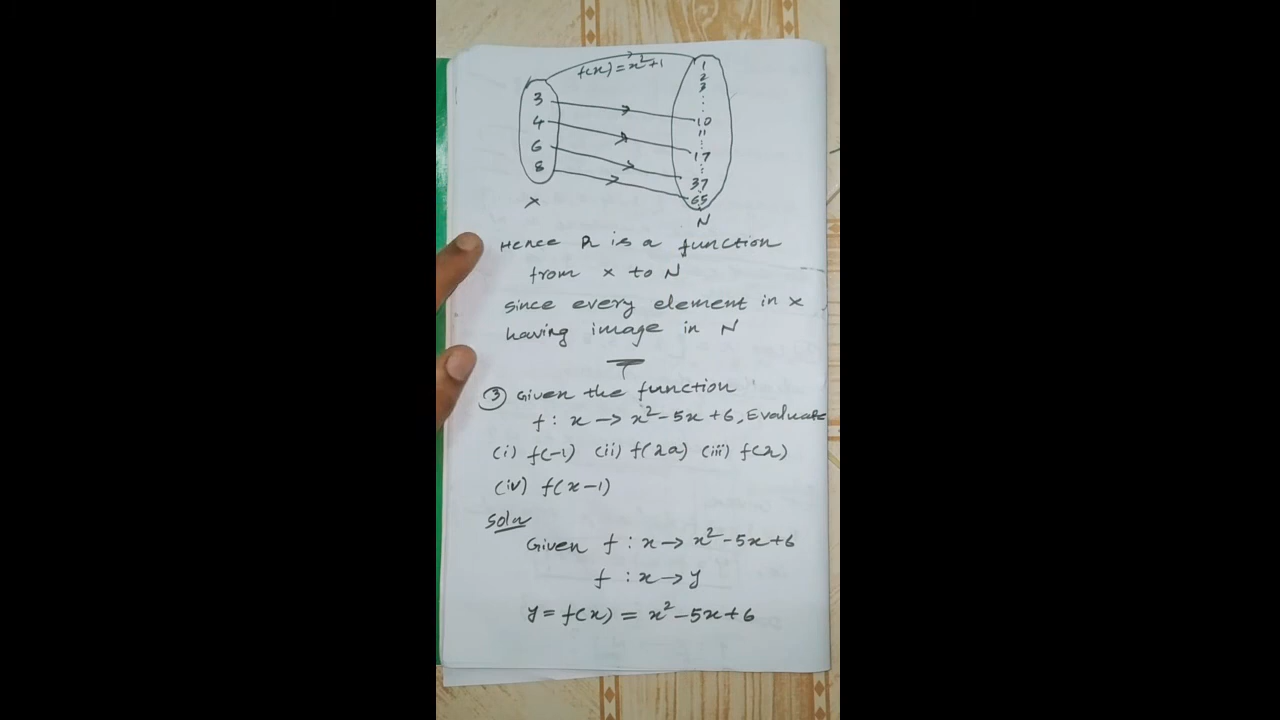 f(x) = x²+1
3
4
6
8
X
1
2
3
:
:
10
11
:
17
:
37
65
N
Hence R is a function
from x to N
since every element in x
having image in N
③ Given the function
f : x → x² - 5x + 6, Evaluate
(i) f(-1) (ii) f(2a) (iii) f(2)
(iv) f(x-1)
Soln
Given f : x → x² - 5x + 6
f : x → y
y = f(x) = x² - 5x + 6